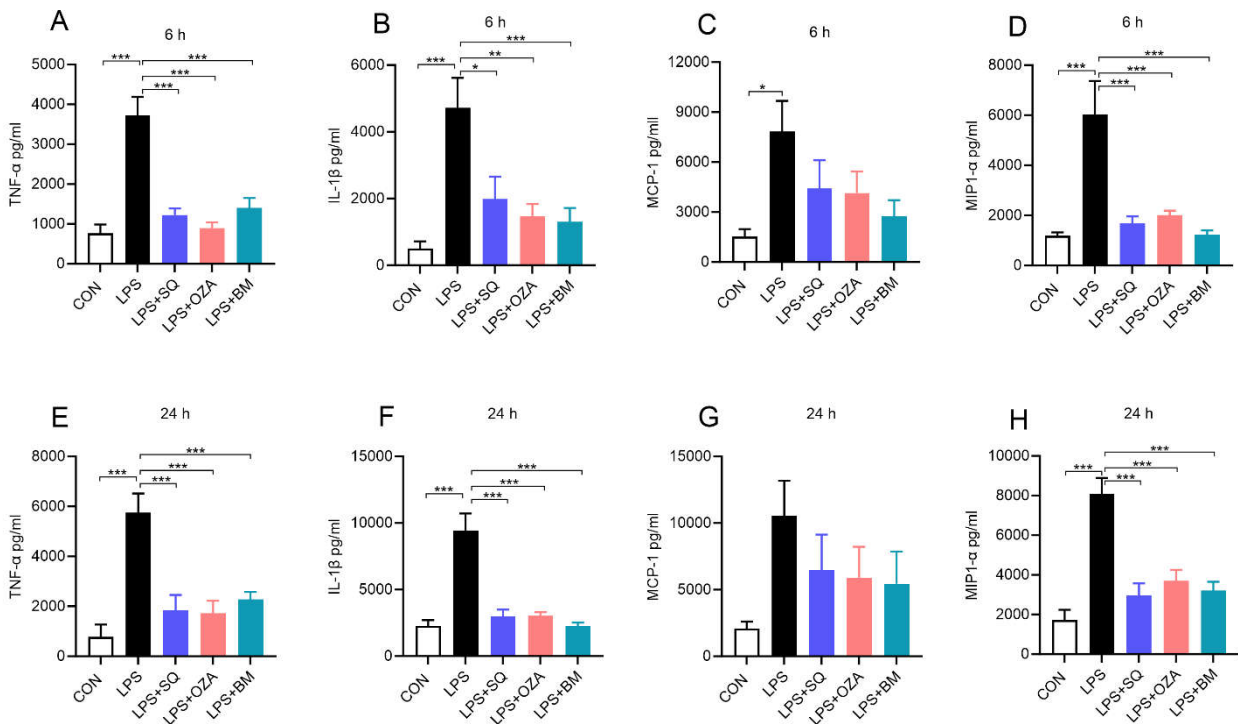 A
6 h
*** ***
***
***
TNF-α pg/ml
5000
4000
3000
2000
1000
0
CON
LPS
LPS+SQ
LPS+OZA
LPS+BM
B
6 h
***
**
*** *
IL-1β pg/ml
6000
4000
2000
0
CON
LPS
LPS+SQ
LPS+OZA
LPS+BM
C
6 h
*
MCP-1 pg/mill
12000
9000
6000
3000
0
CON
LPS
LPS+SQ
LPS+OZA
LPS+BM
D
6 h
***
*** ***
***
MIP1-α pg/ml
8000
6000
4000
2000
0
CON
LPS
LPS+SQ
LPS+OZA
LPS+BM
E
24 h
***
*** ***
***
TNF-α pg/ml
8000
6000
4000
2000
0
CON
LPS
LPS+SQ
LPS+OZA
LPS+BM
F
24 h
***
***
*** ***
IL-1β pg/ml
15000
10000
5000
0
CON
LPS
LPS+SQ
LPS+OZA
LPS+BM
G
24 h
MCP-1 pg/ml
15000
10000
5000
0
CON
LPS
LPS+SQ
LPS+OZA
LPS+BM
H
24 h
***
*** ***
***
MIP1-α pg/ml
10000
8000
6000
4000
2000
0
CON
LPS
LPS+SQ
LPS+OZA
LPS+BM